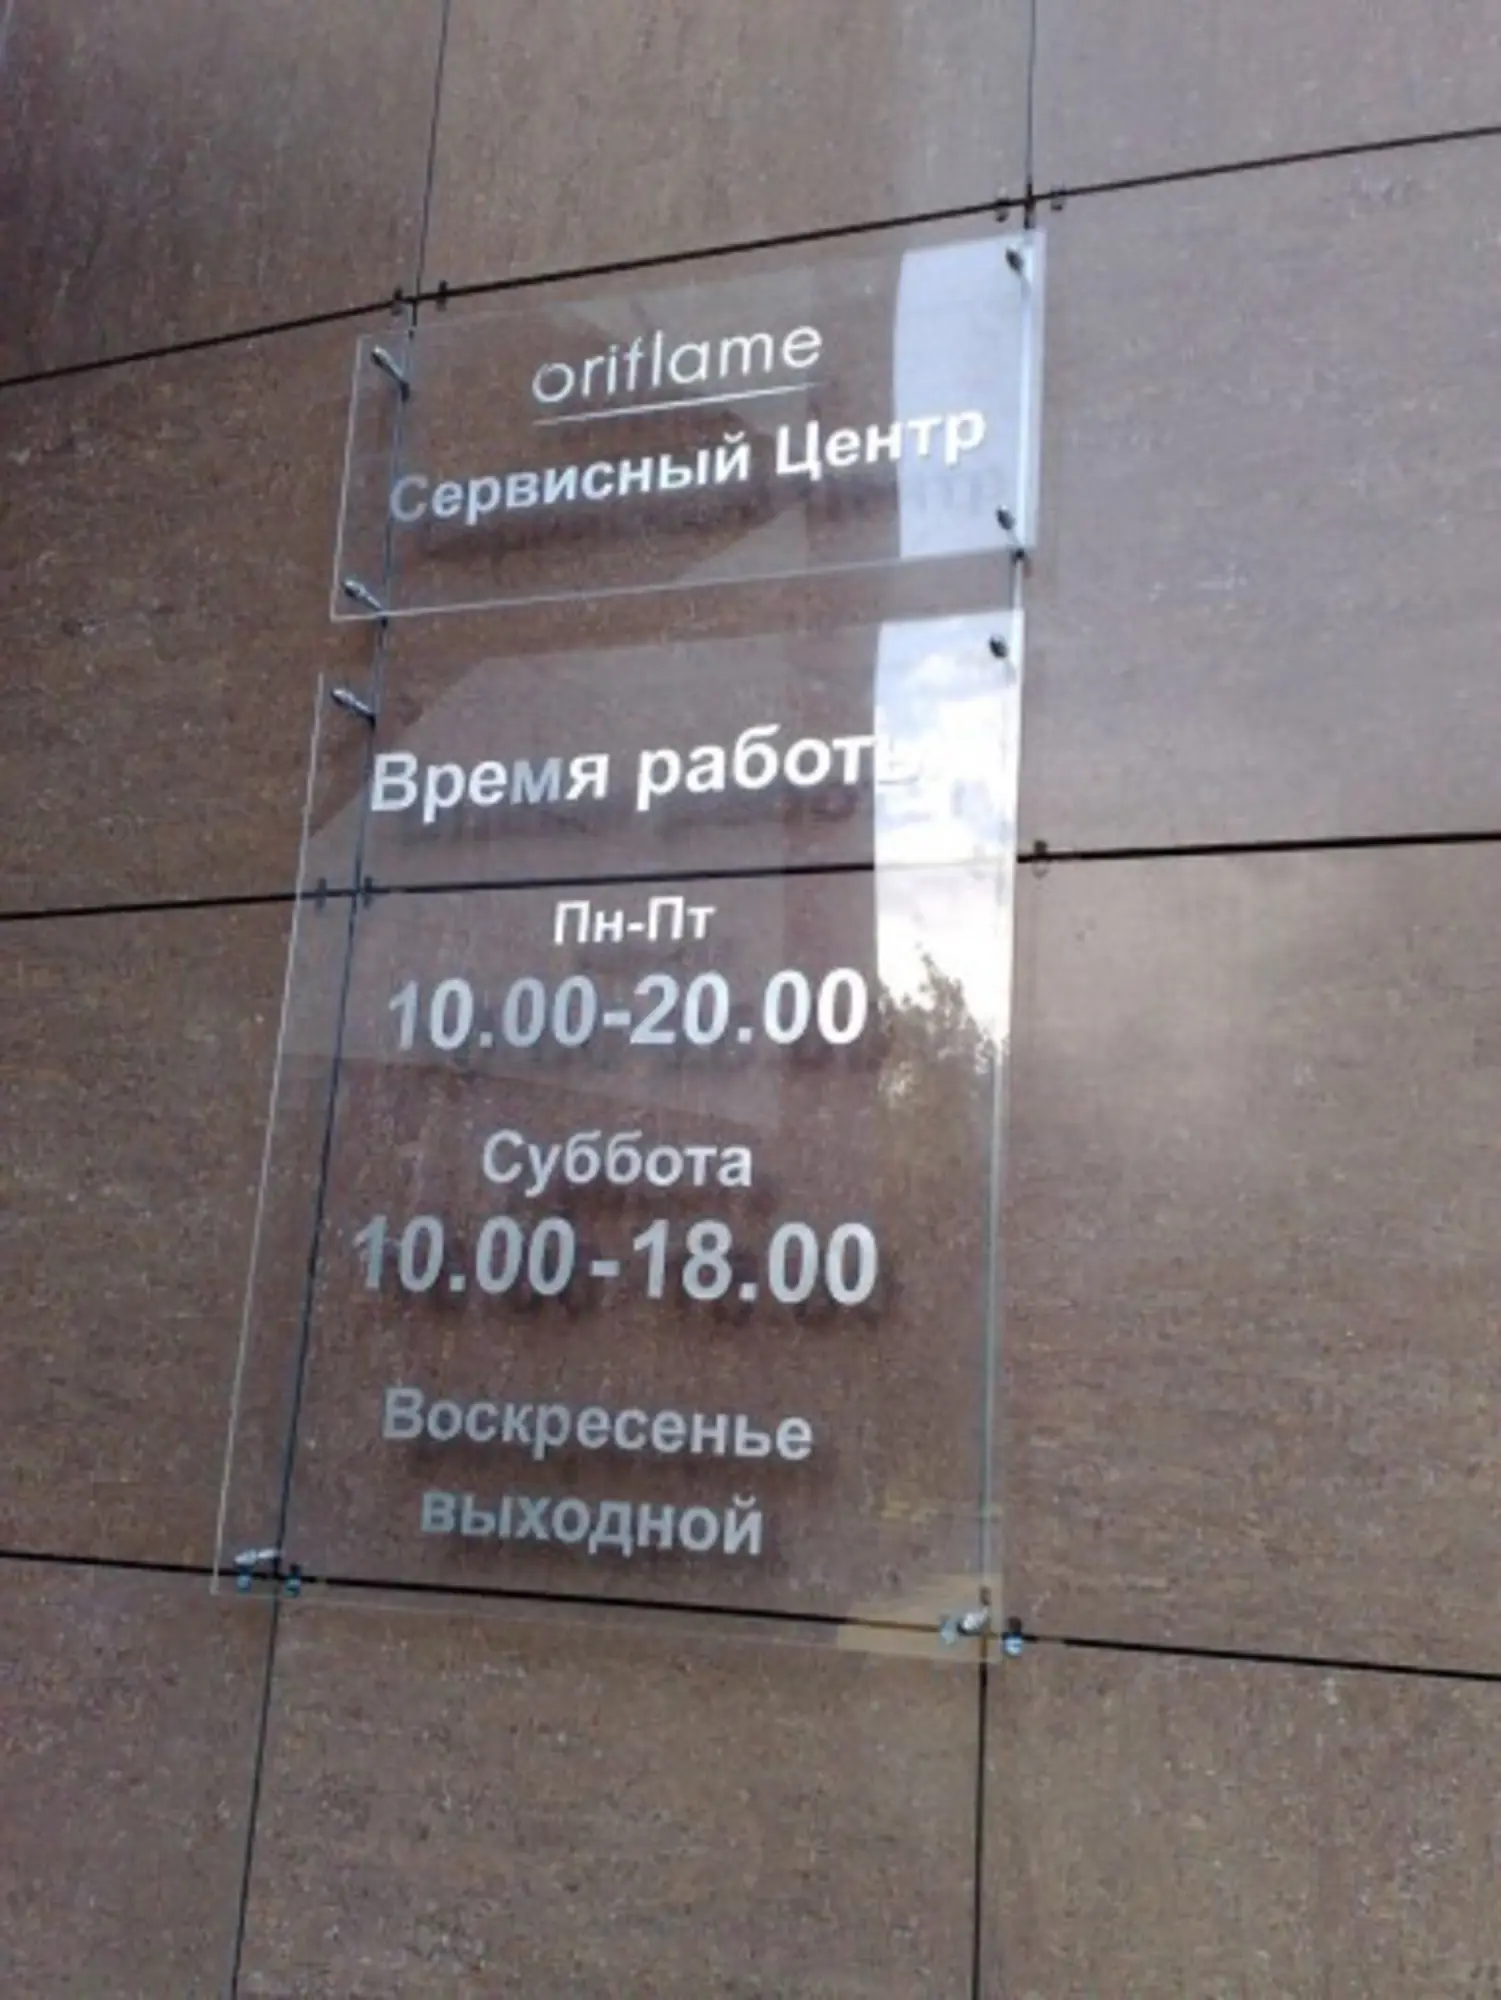 oriflame
Сервисный Центр
Время работы
Пн-Пт
10.00-20.00
Суббота
10.00-18.00
Воскресенье
выходной